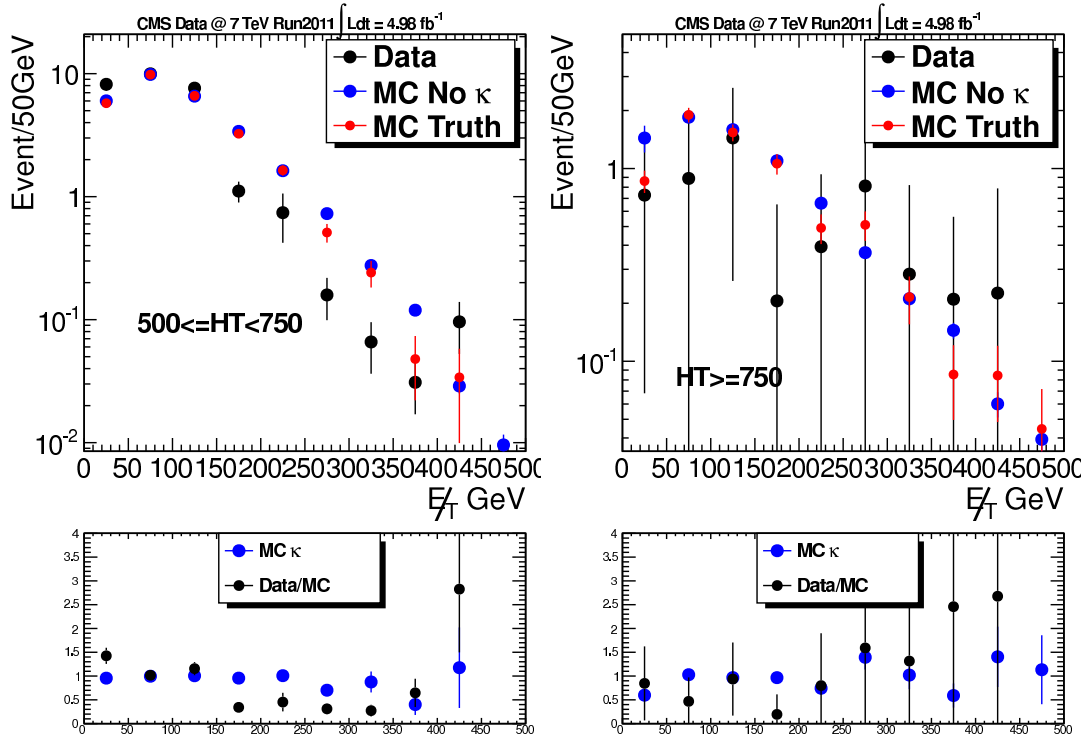 CMS Data @ 7 TeV Run2011 ∫ Ldt = 4.98 fb⁻¹
Event/50GeV
10
1
10⁻¹
10⁻²
Data
MC No κ
MC Truth
500<=HT<750
0 50 100 150 200 250 300 350 400 450 500
E̸T GeV
CMS Data @ 7 TeV Run2011 ∫ Ldt = 4.98 fb⁻¹
Event/50GeV
1
10⁻¹
Data
MC No κ
MC Truth
HT>=750
0 50 100 150 200 250 300 350 400 450 500
E̸T GeV
4
3.5
3
2.5
2
1.5
1
0.5
0
MC κ
Data/MC
0 50 100 150 200 250 300 350 400 450 500
4
3.5
3
2.5
2
1.5
1
0.5
0
MC κ
Data/MC
0 50 100 150 200 250 300 350 400 450 500